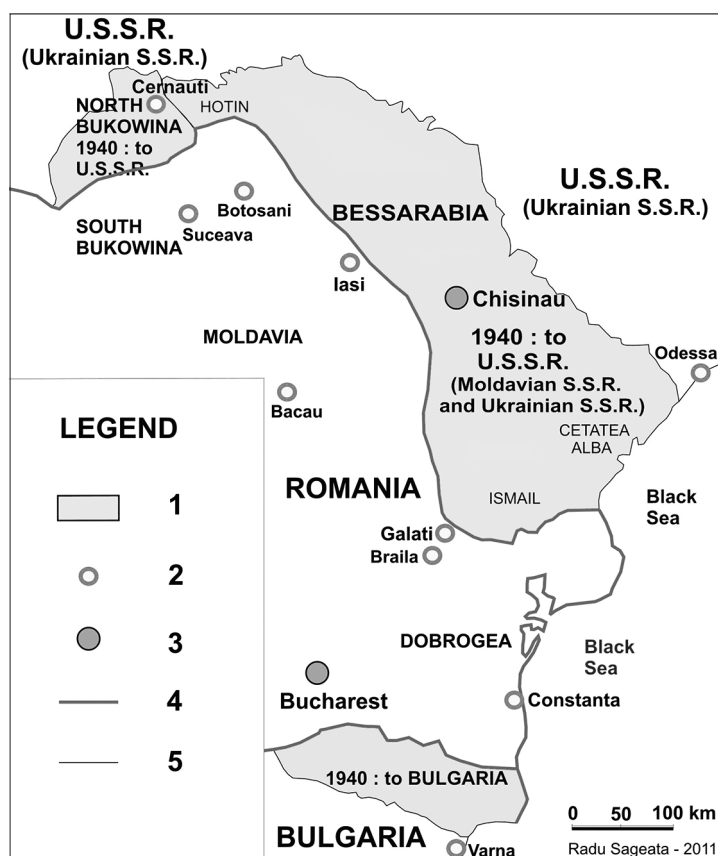 U.S.S.R.
(Ukrainian S.S.R.)
Cernauti
NORTH
BUKOWINA
1940 : to
U.S.S.R.
HOTIN
U.S.S.R.
(Ukrainian S.S.R.)
Botosani
BESSARABIA
SOUTH
BUKOWINA
Suceava
Iasi
Chisinau
MOLDAVIA
1940 : to
U.S.S.R.
(Moldavian S.S.R.
and Ukrainian S.S.R.)
Odessa
Bacau
CETATEA
ALBA
LEGEND
1
2
3
4
5
ROMANIA
ISMAIL
Black
Sea
Galati
Braila
DOBROGEA
Black
Sea
Bucharest
Constanta
1940 : to BULGARIA
BULGARIA
Varna
0 50 100 km
Radu Sageata - 2011